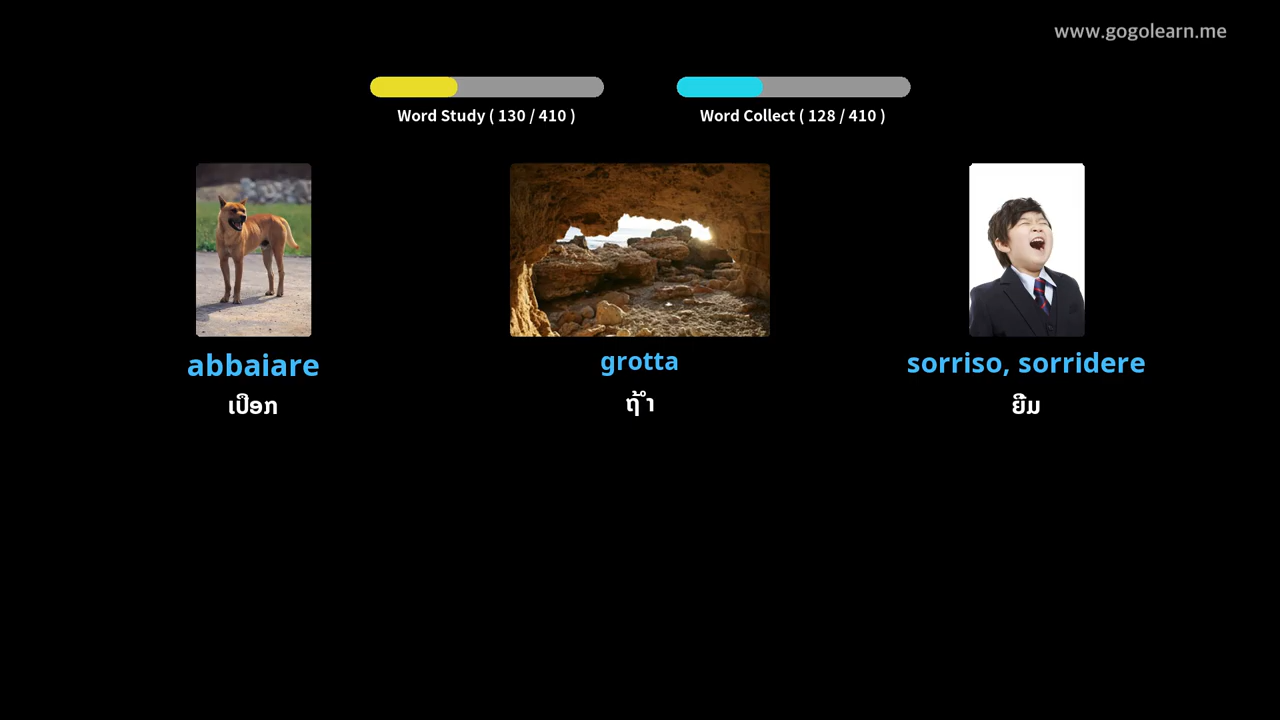 www.gogolearn.me
Word Study ( 130 / 410 )
Word Collect ( 128 / 410 )
abbaiare
grotta
sorriso, sorridere
ເປືອກ
ຖ້ໍາ
ຍີ້ມ